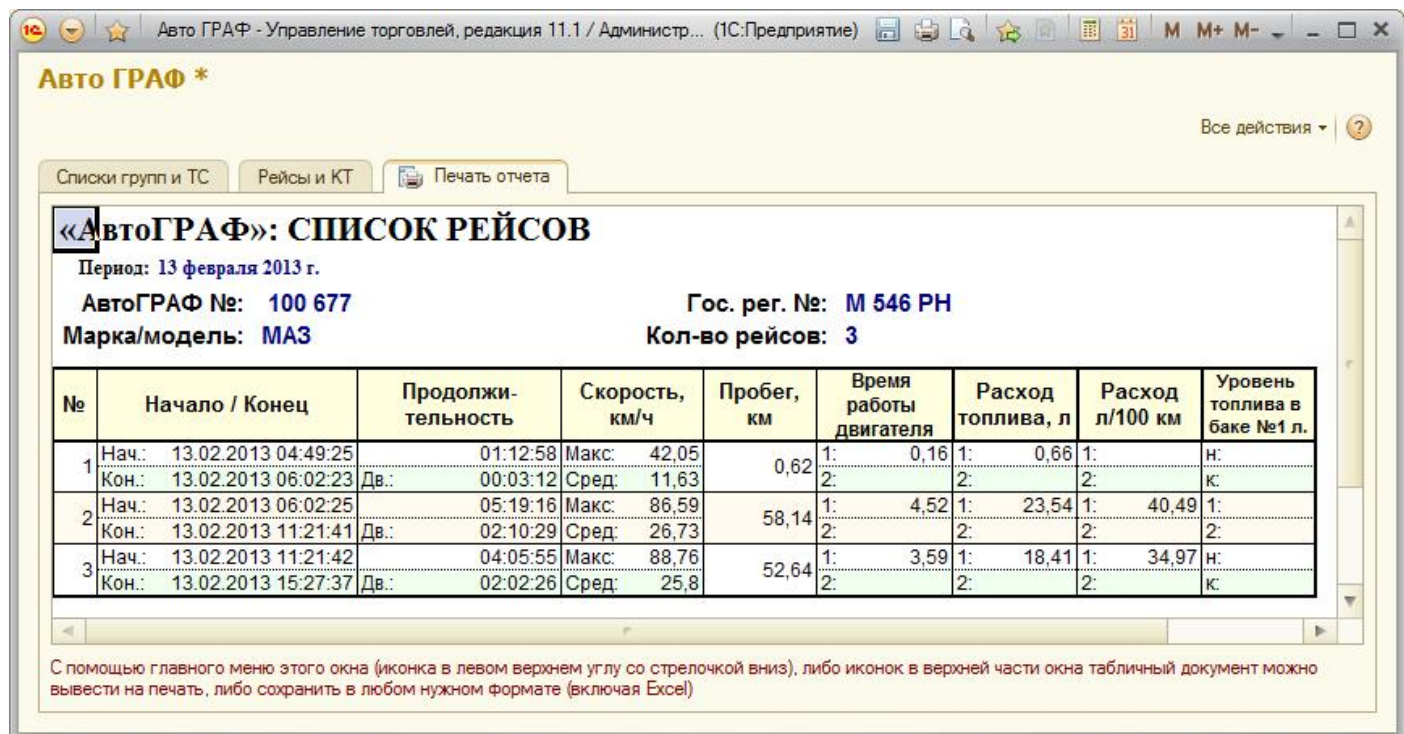 Авто ГРАФ - Управление торговлей, редакция 11.1 / Администр... (1С:Предприятие) 31 M M+ M-
Авто ГРАФ *
Все действия
Списки групп и ТС Рейсы и КТ Печать отчета
«АвтоГРАФ»: СПИСОК РЕЙСОВ
Период: 13 февраля 2013 г.
АвтоГРАФ №: 100 677 Гос. рег. №: М 546 РН
Марка/модель: МАЗ Кол-во рейсов: 3
№ Начало / Конец Продолжи-тельность Скорость, км/ч Пробег, км Время работы двигателя Расход топлива, л Расход л/100 км Уровень топлива в баке №1 л.
1 Нач.: 13.02.2013 04:49:25 01:12:58 Макс: 42,05 0,62 1: 0,16 1: 0,66 1: н:
Кон.: 13.02.2013 06:02:23 Дв.: 00:03:12 Сред: 11,63 2: 2: 2: к:
2 Нач.: 13.02.2013 06:02:25 05:19:16 Макс: 86,59 58,14 1: 4,52 1: 23,54 1: 40,49 1:
Кон.: 13.02.2013 11:21:41 Дв.: 02:10:29 Сред: 26,73 2: 2: 2: 2:
3 Нач.: 13.02.2013 11:21:42 04:05:55 Макс: 88,76 52,64 1: 3,59 1: 18,41 1: 34,97 н:
Кон.: 13.02.2013 15:27:37 Дв.: 02:02:26 Сред: 25,8 2: 2: 2: к:
С помощью главного меню этого окна (иконка в левом верхнем углу со стрелочкой вниз), либо иконок в верхней части окна табличный документ можно
вывести на печать, либо сохранить в любом нужном формате (включая Excel)